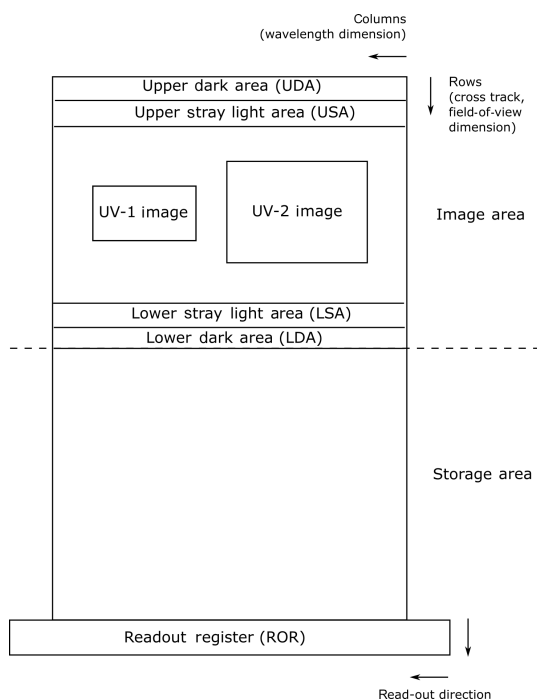 Columns
(wavelength dimension)
Upper dark area (UDA)
Upper stray light area (USA)
Rows
(cross track,
field-of-view
dimension)
UV-1 image
UV-2 image
Image area
Lower stray light area (LSA)
Lower dark area (LDA)
Storage area
Readout register (ROR)
Read-out direction